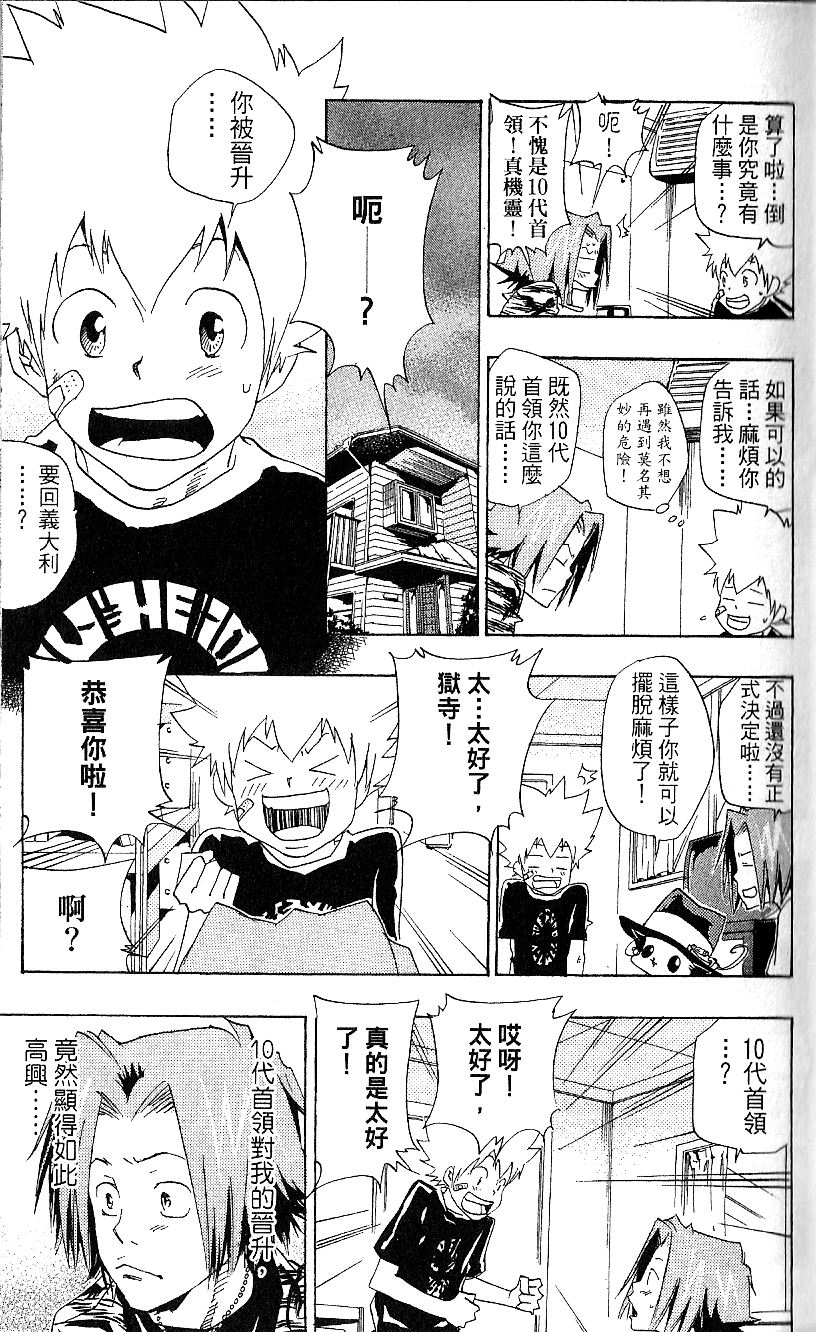 算了啦…倒
是你究竟有
什麼事…?
呃!
不愧是10代首
領!真機靈!
如果可以的
話…麻煩你
告訴我……
雖然我不想
再遇到莫名其
妙的危險!
既然10代
首領你這麼
說的話……
呃
——?
你被晉升
……
要回義大利
……?
不過還沒有正
式決定啦……
這樣子你就可以
擺脫麻煩了!
太…太好了,
獄寺!
恭喜你啦!
啊?
10代首領
…?
哎呀!
太好了,
真的是太好
了!
10代首領對我的晉升,
竟然顯得如此
高興……